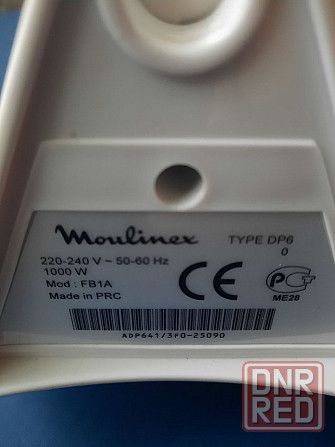 Moulinex
TYPE DP6
0
220-240 V ~ 50-60 Hz
1000 W
Mod : FB1A
Made in PRC
CE
PCT
ME28
ADP641/3F0-25090
DNR
RED